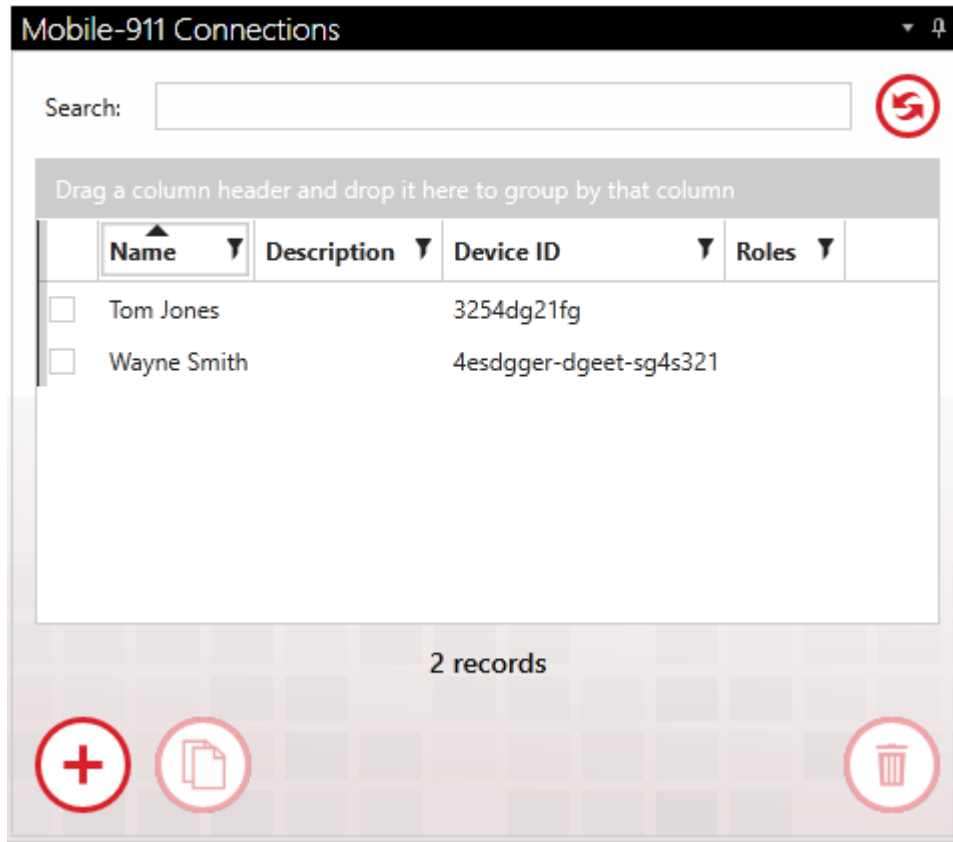 Mobile-911 Connections
Search:
Drag a column header and drop it here to group by that column
Name Description Device ID Roles
Tom Jones 3254dg21fg
Wayne Smith 4esdgger-dgeet-sg4s321
2 records